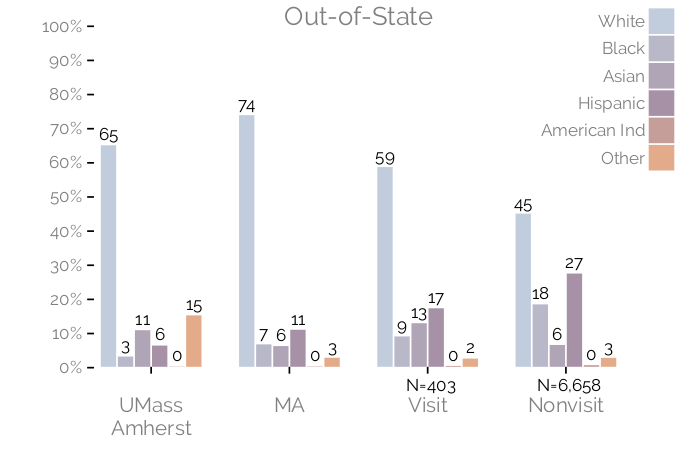 Out-of-State
100%
90%
80%
70%
60%
50%
40%
30%
20%
10%
0%
White
Black
Asian
Hispanic
American Ind
Other
65
3
11
6
0
15
74
7
6
11
0
3
59
9
13
17
0
2
45
18
6
27
0
3
N=403
N=6,658
UMass
Amherst
MA
Visit
Nonvisit